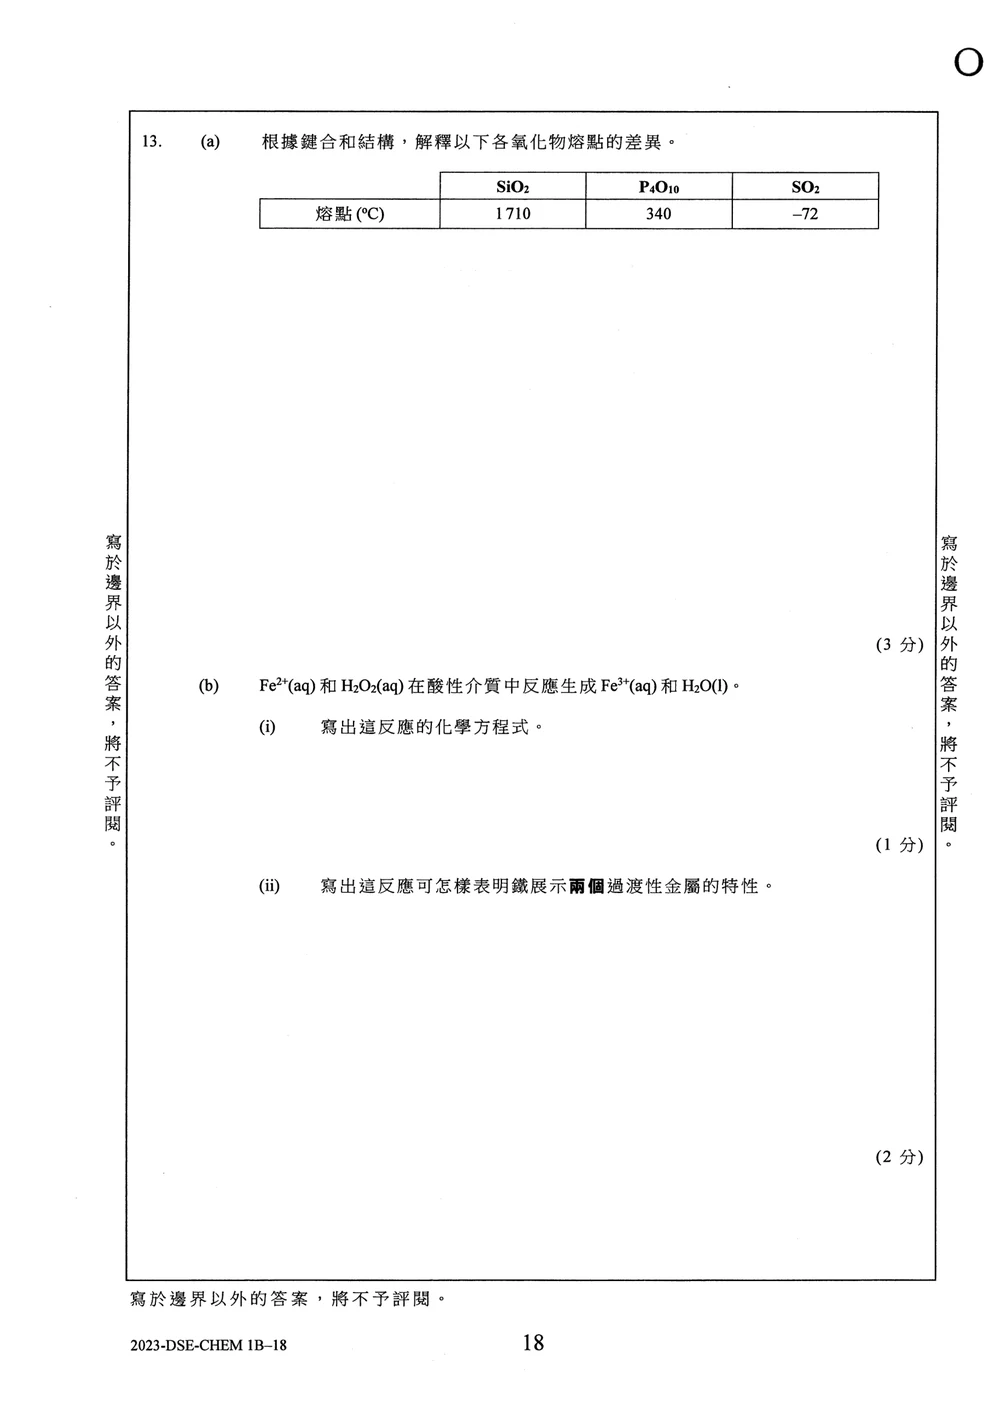 O
13. (a) 根據鍵合和結構，解釋以下各氧化物熔點的差異。
SiO₂ P₄O₁₀ SO₂
熔點 (°C) 1 710 340 –72
(3 分)
(b) Fe²⁺(aq) 和 H₂O₂(aq) 在酸性介質中反應生成 Fe³⁺(aq) 和 H₂O(l)。
(i) 寫出這反應的化學方程式。
(1 分)
(ii) 寫出這反應可怎樣表明鐵展示兩個過渡性金屬的特性。
(2 分)
寫於邊界以外的答案，將不予評閱。
寫於邊界以外的答案，將不予評閱。
寫於邊界以外的答案，將不予評閱。
2023-DSE-CHEM 1B–18
18